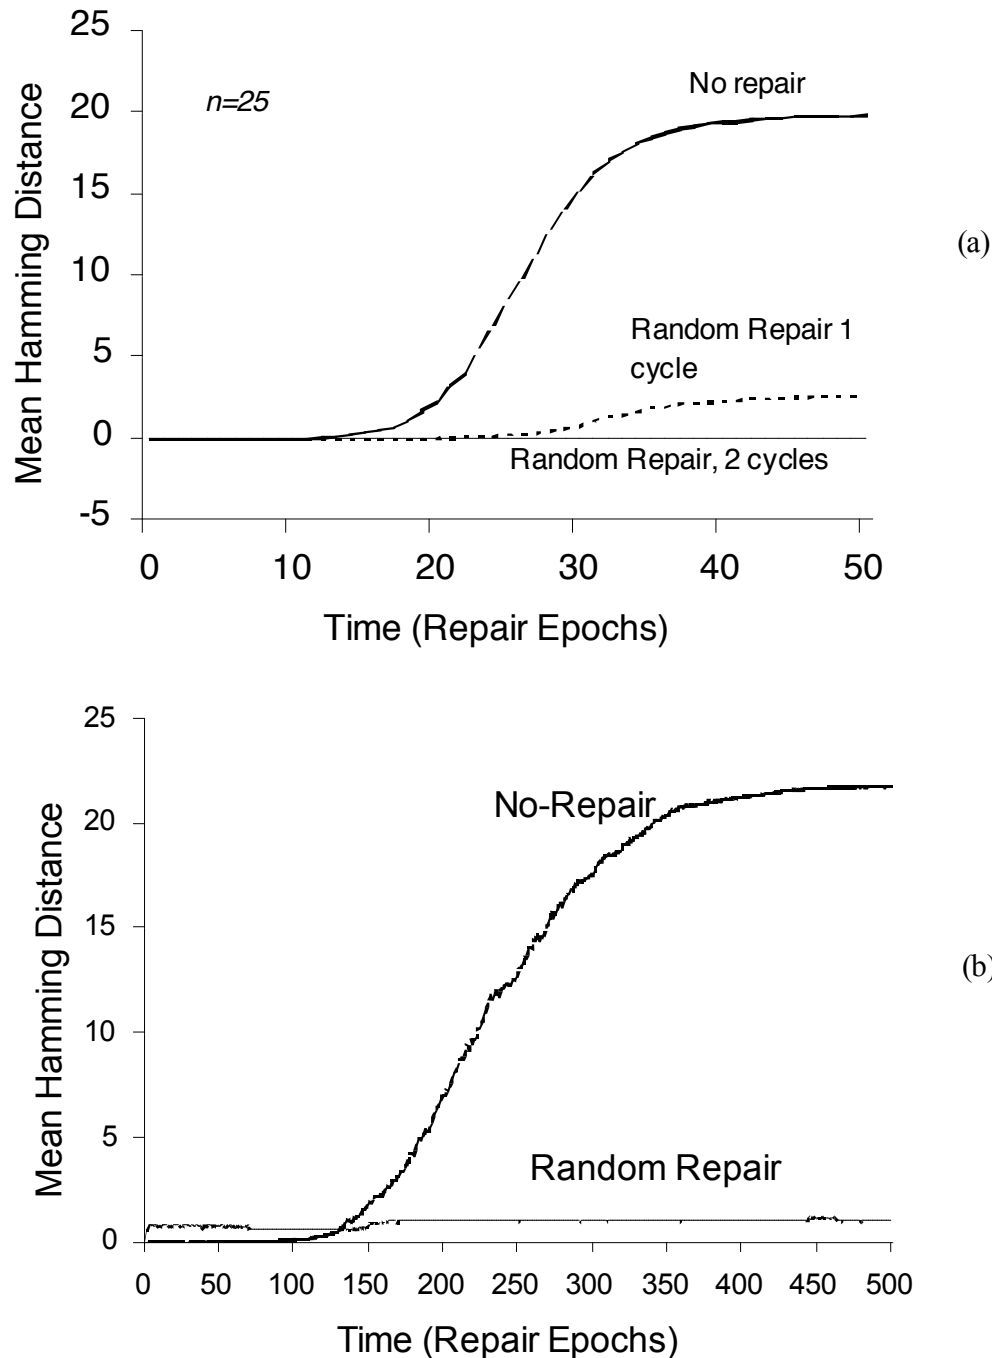 25
20
15
10
5
0
-5
Mean Hamming Distance
n=25
No repair
Random Repair 1
cycle
Random Repair, 2 cycles
(a)
0 10 20 30 40 50
Time (Repair Epochs)
25
20
15
10
5
0
Mean Hamming Distance
No-Repair
Random Repair
(b)
0 50 100 150 200 250 300 350 400 450 500
Time (Repair Epochs)